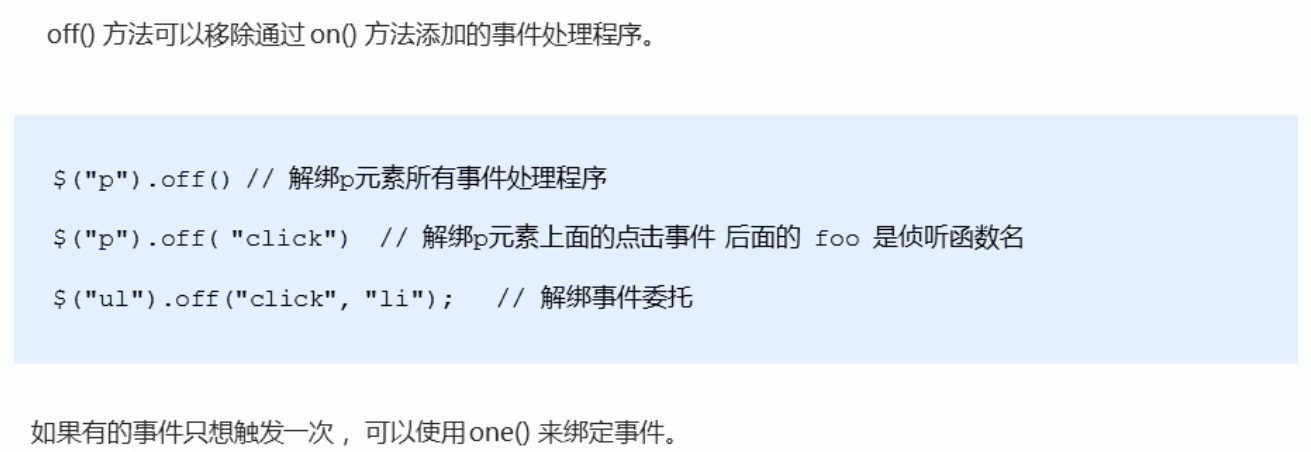 off() 方法可以移除通过 on() 方法添加的事件处理程序。
$("p").off() // 解绑p元素所有事件处理程序
$("p").off( "click")  // 解绑p元素上面的点击事件 后面的 foo 是侦听函数名
$("ul").off("click", "li");   // 解绑事件委托
如果有的事件只想触发一次， 可以使用 one() 来绑定事件。